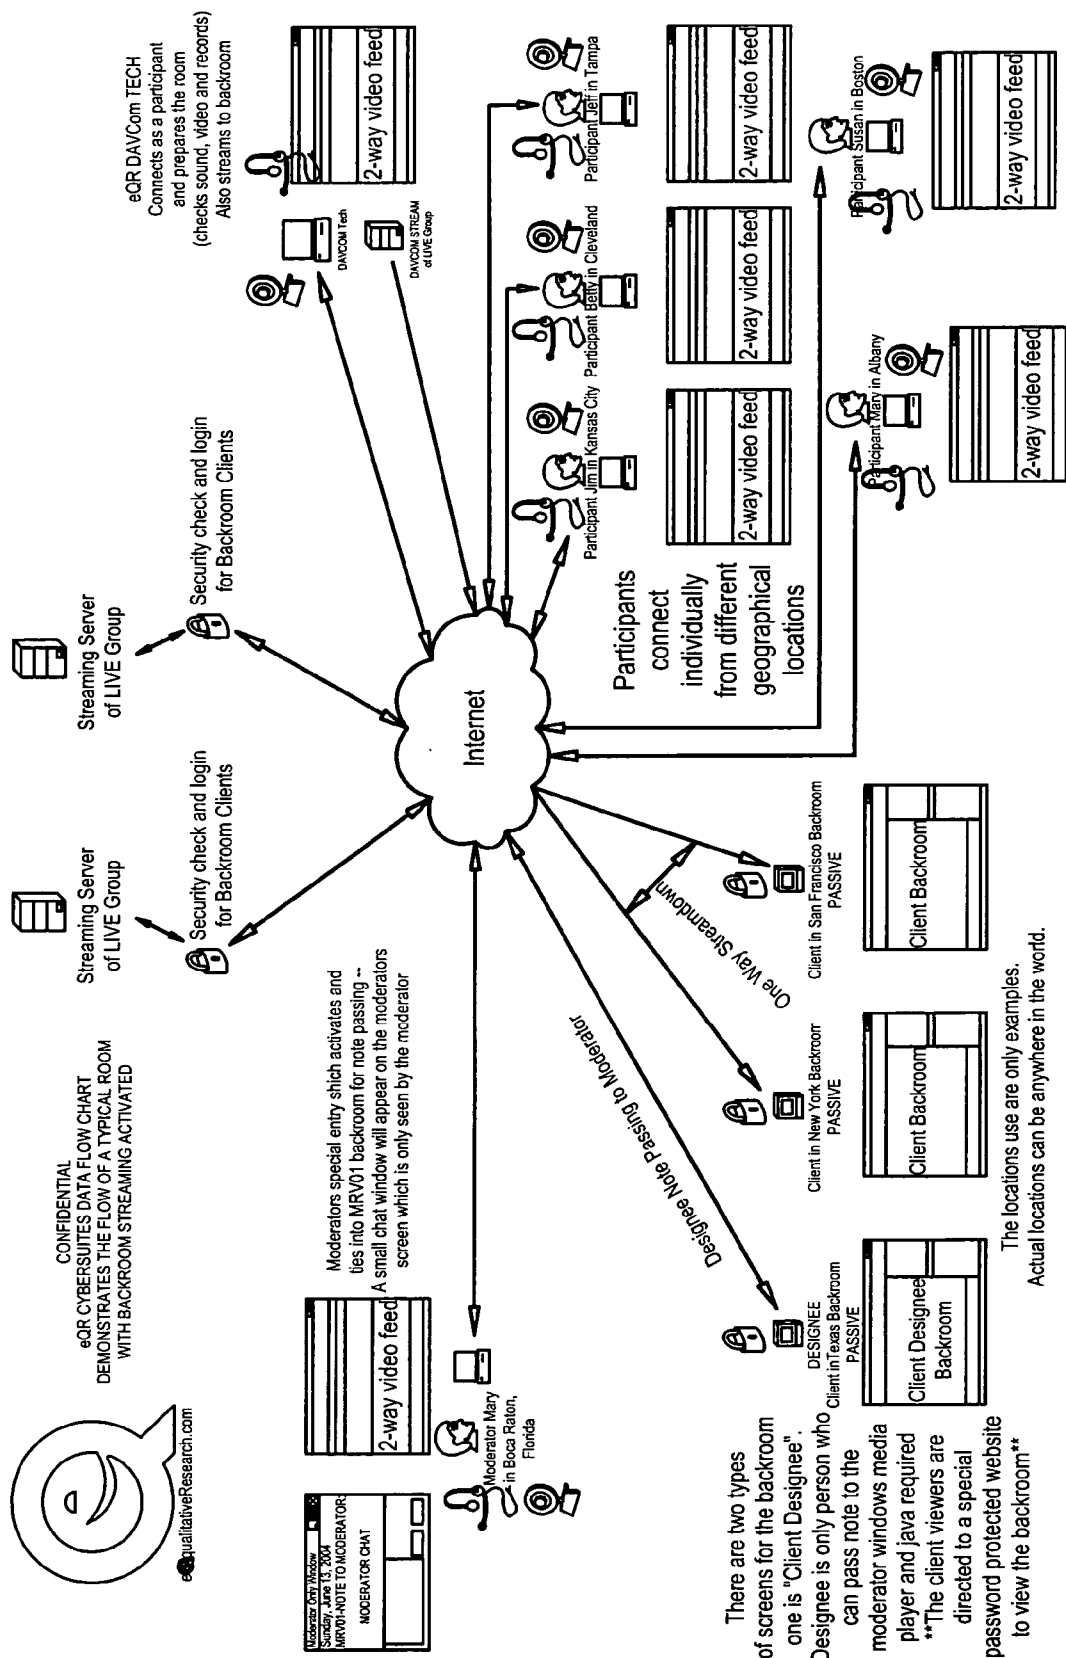 eQualitativeResearch.com
CONFIDENTIAL
eQR CYBERSUITES DATA FLOW CHART
DEMONSTRATES THE FLOW OF A TYPICAL ROOM
WITH BACKROOM STREAMING ACTIVATED
Streaming Server
of LIVE Group
Security check and login
for Backroom Clients
Streaming Server
of LIVE Group
Security check and login
for Backroom Clients
eQR DAVCom TECH
Connects as a participant
and prepares the room
(checks sound, video and records)
Also streams to backroom
2-way video feed
DAVCOM Tech
DAVCOM STREAM
of LIVE Group
Moderator Only Window
Sunday, June 13, 2004
MRV01-NOTE TO MODERATOR:
MODERATOR CHAT
2-way video feed
Moderators special entry which activates and
ties into MRV01 backroom for note passing --
A small chat window will appear on the moderators
screen which is only seen by the moderator
Moderator Mary
in Boca Raton,
Florida
Internet
Participant Jim in Kansas City
Participant Betty in Cleveland
Participant Jeff in Tampa
2-way video feed
2-way video feed
2-way video feed
Participants
connect
individually
from different
geographical
locations
Participant Mary in Albany
2-way video feed
Participant Susan in Boston
2-way video feed
Designee Note Passing to Moderator
One Way Streamdown
DESIGNEE
Client in Texas Backroom
PASSIVE
Client Designee
Backroom
Client in New York Backroom
PASSIVE
Client Backroom
Client in San Francisco Backroom
PASSIVE
Client Backroom
There are two types
of screens for the backroom
one is "Client Designee".
Designee is only person who
can pass note to the
moderator windows media
player and java required
**The client viewers are
directed to a special
password protected website
to view the backroom**
The locations use are only examples.
Actual locations can be anywhere in the world.